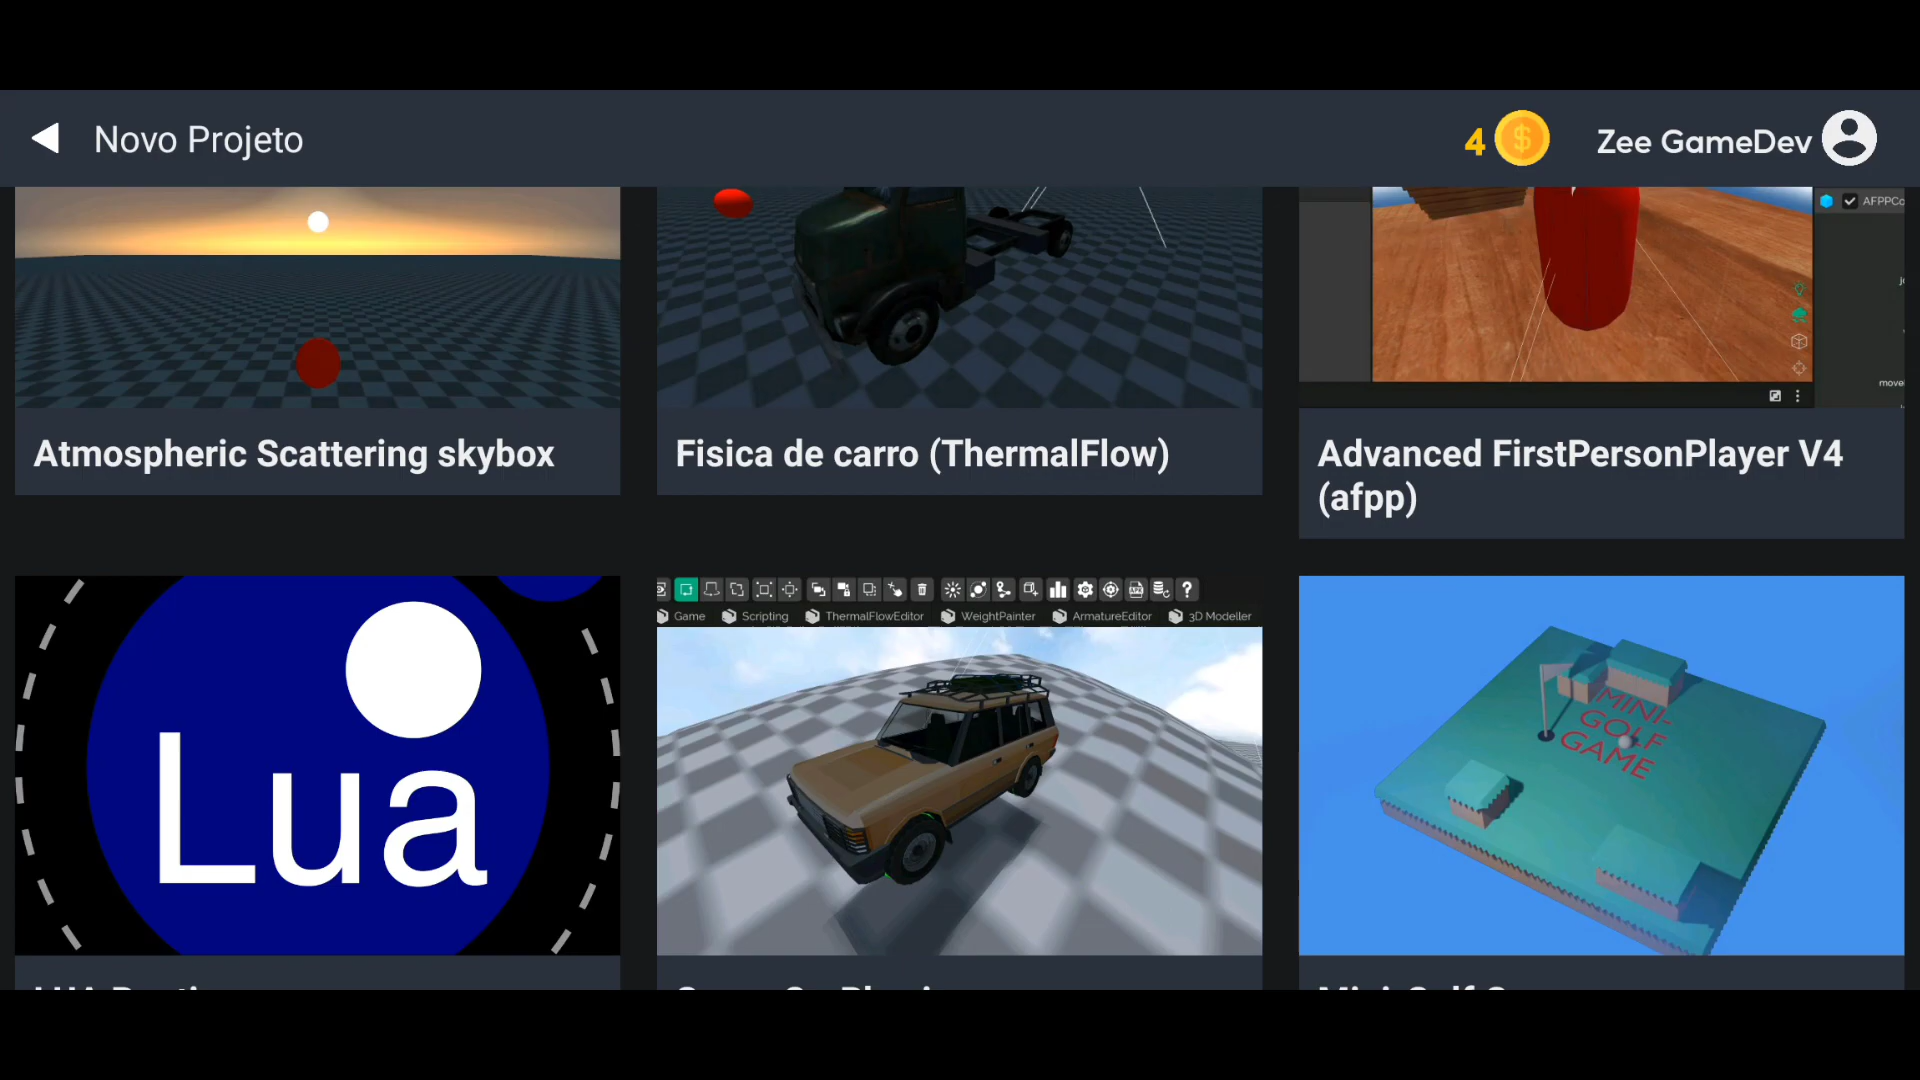 Novo Projeto
4
$
Zee GameDev
AFPPCo
move
Atmospheric Scattering skybox
Fisica de carro (ThermalFlow)
Advanced FirstPersonPlayer V4
(afpp)
Lua
Game
Scripting
ThermalFlowEditor
WeightPainter
ArmatureEditor
3D Modeller
MINI-
GOLF
GAME